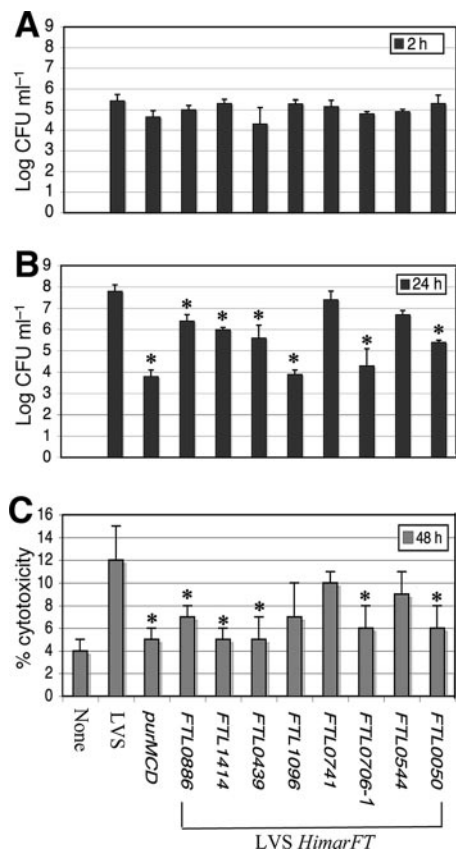 A
9
8
7
6
5
4
3
2
1
0
Log CFU ml⁻¹
2 h
B
9
8
7
6
5
4
3
2
1
0
Log CFU ml⁻¹
24 h
* * * * * * *
C
16
14
12
10
8
6
4
2
0
% cytotoxicity
48 h
* * * * * *
None
LVS
purMCD
FTL0886
FTL1414
FTL0439
FTL1096
FTL0741
FTL0706-1
FTL0544
FTL0050
LVS HimarFT